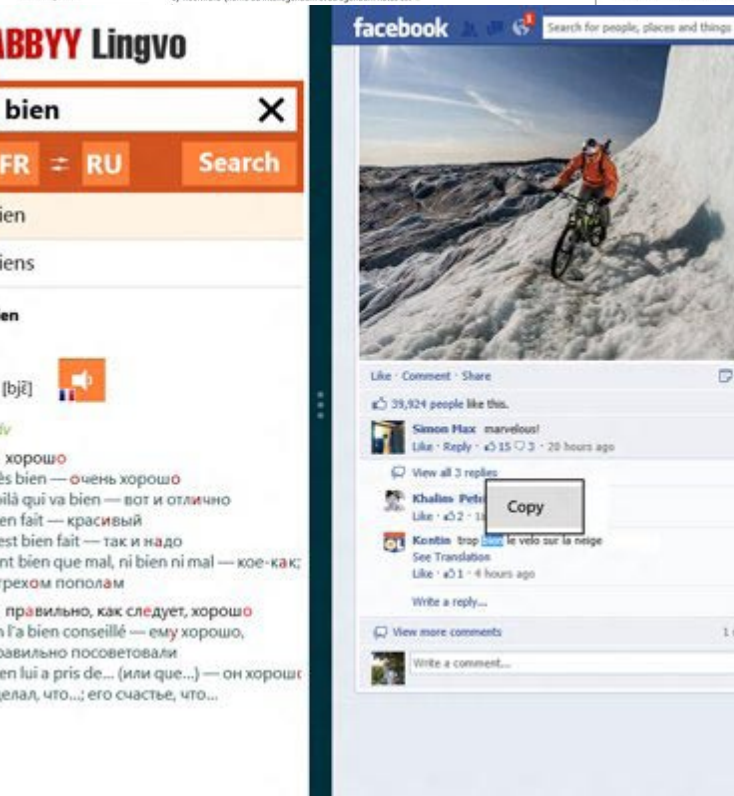 ABBYY Lingvo
bien
FR RU Search
ien
iens
en
[bjɛ̃]
хорошо
ès bien — очень хорошо
oilà qui va bien — вот и отлично
en fait — красивый
est bien fait — так и надо
nt bien que mal, ni bien ni mal — кое-как;
грехом пополам
правильно, как следует, хорошо
n l'a bien conseillé — ему хорошо,
равильно посоветовали
en lui a pris de... (или que...) — он хорошо
делал, что...; его счастье, что...
facebook
1
Search for people, places and things
Like · Comment · Share
39,924 people like this.
Simon Max marvelous!
Like · Reply · 15 3 · 20 hours ago
View all 3 replies
Khalim Pet
Like · 2 · 1
Copy
Kontin trop bien le velo sur la neige
See Translation
Like · 1 · 4 hours ago
Write a reply...
View more comments
1
Write a comment...